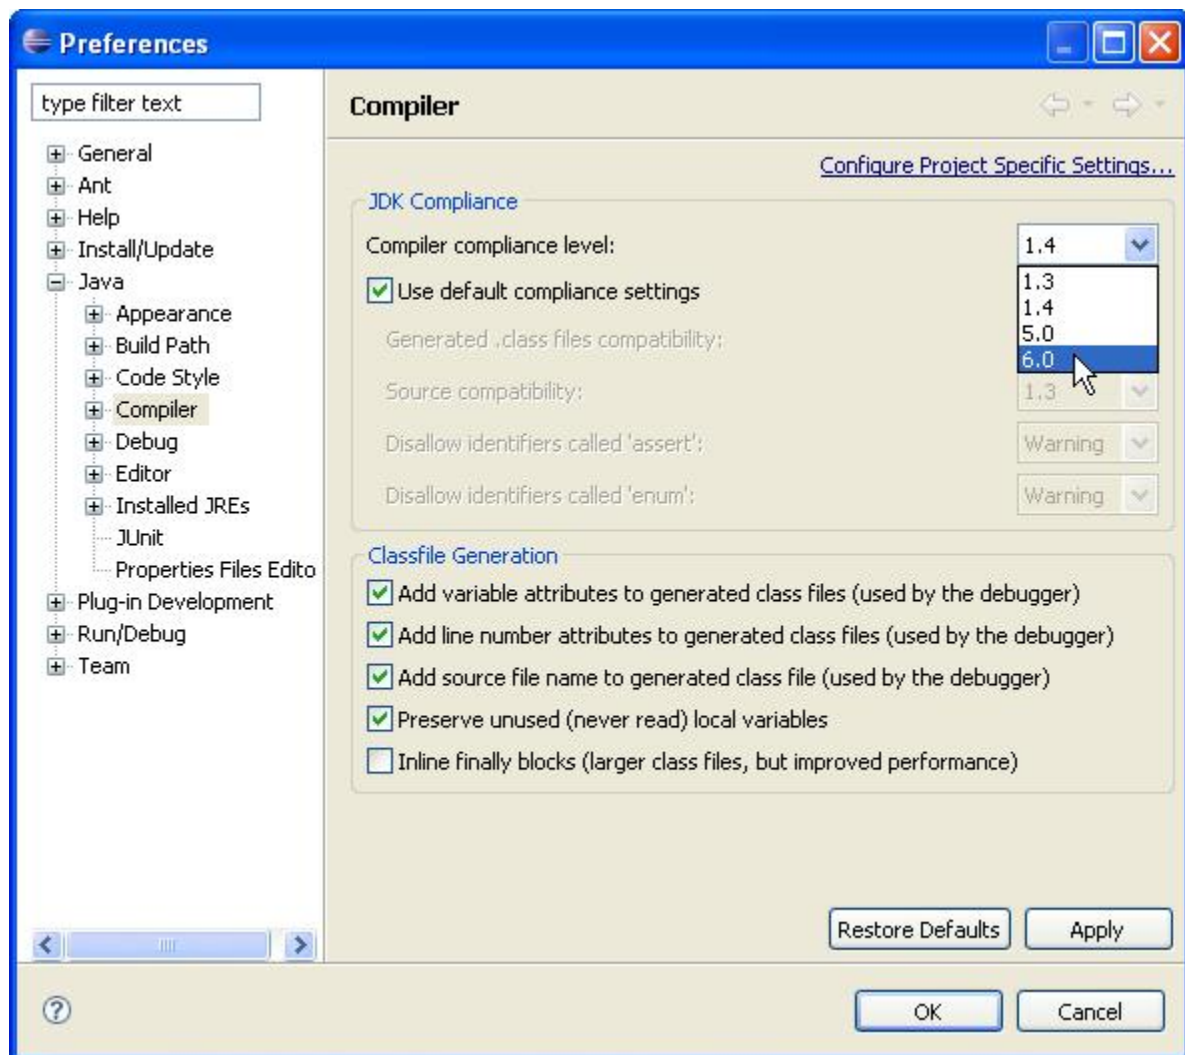 Preferences
type filter text
General
Ant
Help
Install/Update
Java
Appearance
Build Path
Code Style
Compiler
Debug
Editor
Installed JREs
JUnit
Properties Files Edito
Plug-in Development
Run/Debug
Team
Compiler
Configure Project Specific Settings...
JDK Compliance
Compiler compliance level: 1.4
1.3
1.4
5.0
6.0
Use default compliance settings
Generated .class files compatibility:
Source compatibility: 1.3
Disallow identifiers called 'assert': Warning
Disallow identifiers called 'enum': Warning
Classfile Generation
Add variable attributes to generated class files (used by the debugger)
Add line number attributes to generated class files (used by the debugger)
Add source file name to generated class file (used by the debugger)
Preserve unused (never read) local variables
Inline finally blocks (larger class files, but improved performance)
Restore Defaults Apply
? OK Cancel